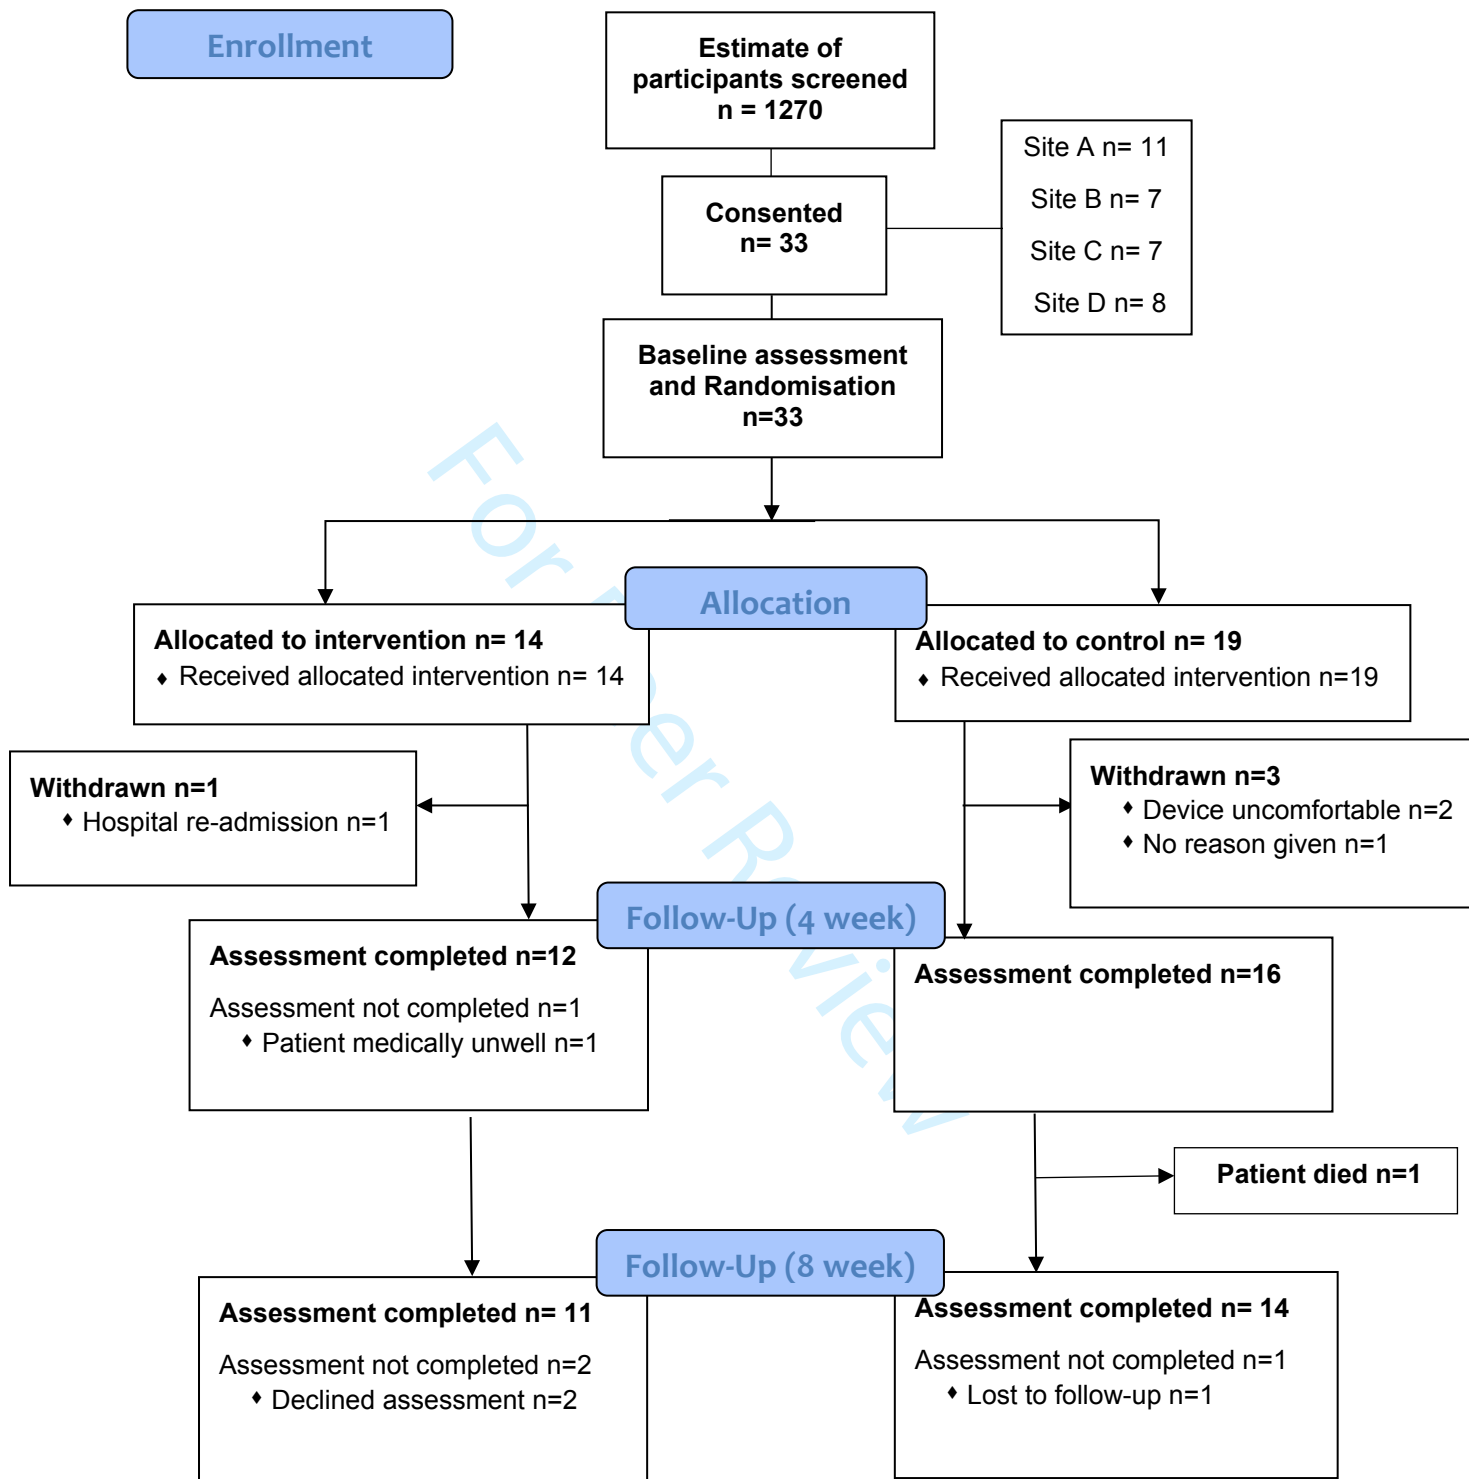 Enrollment
Estimate of
participants screened
n = 1270
Site A n= 11
Site B n= 7
Site C n= 7
Site D n= 8
Consented
n= 33
Baseline assessment
and Randomisation
n=33
Allocation
Allocated to intervention n= 14
♦ Received allocated intervention n= 14
Allocated to control n= 19
♦ Received allocated intervention n=19
Withdrawn n=1
♦ Hospital re-admission n=1
Withdrawn n=3
♦ Device uncomfortable n=2
♦ No reason given n=1
Follow-Up (4 week)
Assessment completed n=12
Assessment not completed n=1
♦ Patient medically unwell n=1
Assessment completed n=16
Patient died n=1
Follow-Up (8 week)
Assessment completed n= 11
Assessment not completed n=2
♦ Declined assessment n=2
Assessment completed n= 14
Assessment not completed n=1
♦ Lost to follow-up n=1
For Peer Review